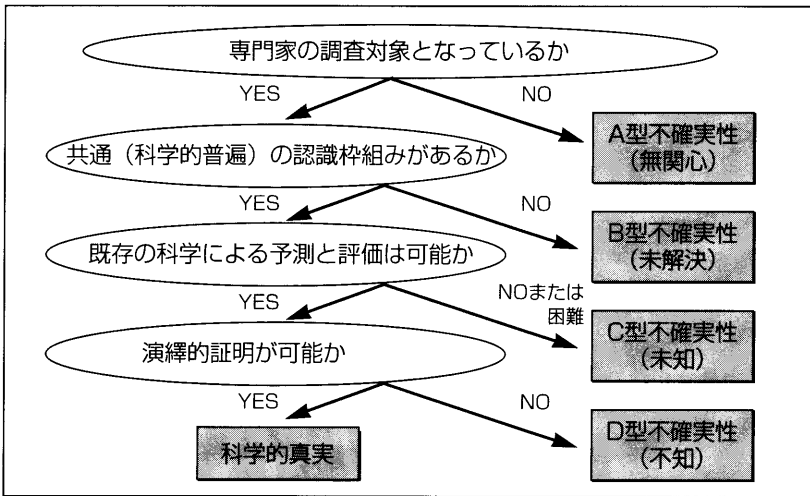 専門家の調査対象となっているか
YES
NO
A型不確実性
(無関心)
共通（科学的普遍）の認識枠組みがあるか
YES
NO
B型不確実性
(未解決)
既存の科学による予測と評価は可能か
YES
NOまたは
困難
C型不確実性
(未知)
演繹的証明が可能か
YES
NO
科学的真実
D型不確実性
(不知)